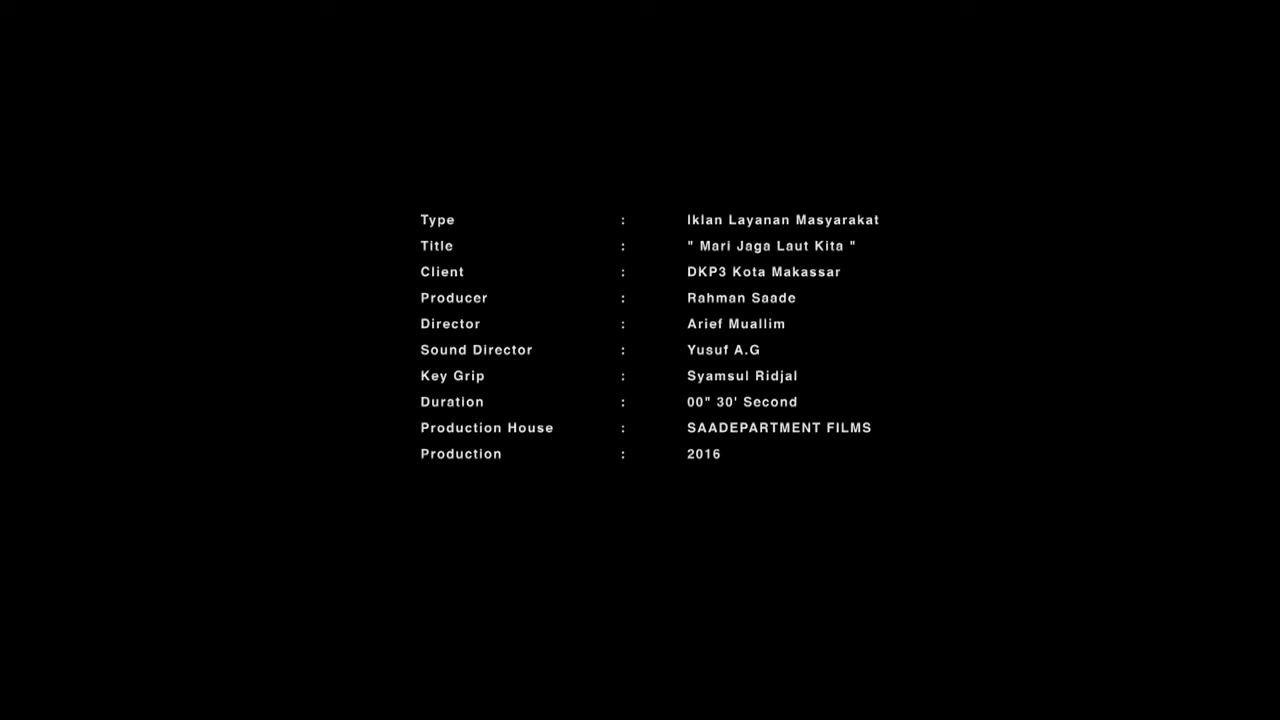 Type : Iklan Layanan Masyarakat
Title : " Mari Jaga Laut Kita "
Client : DKP3 Kota Makassar
Producer : Rahman Saade
Director : Arief Muallim
Sound Director : Yusuf A.G
Key Grip : Syamsul Ridjal
Duration : 00" 30' Second
Production House : SAADEPARTMENT FILMS
Production : 2016